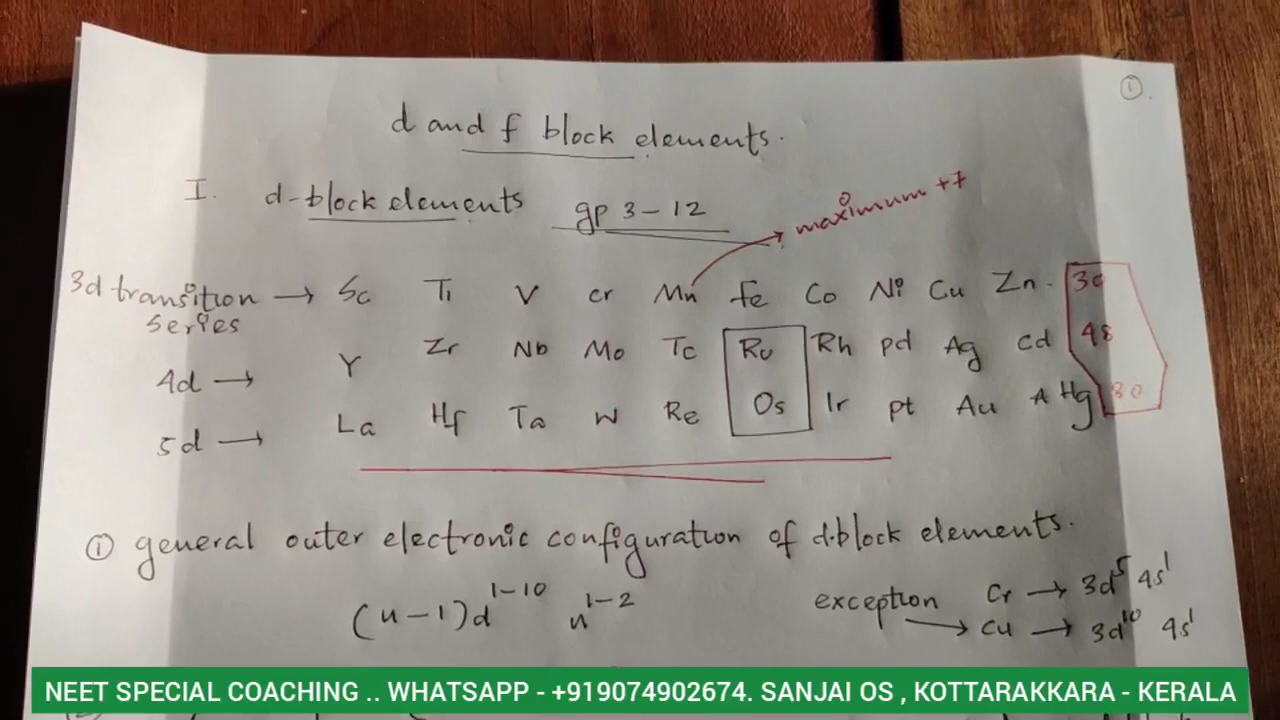 ①
d and f block elements.
I. d-block elements gp 3-12
maximum +7
3d transition series → Sc Ti V cr Mn fe Co Ni Cu Zn. 30
4d → Y Zr Nb Mo Tc Ru Rh pd Ag cd 48
5d → La Hf Ta W Re Os Ir pt Au A Hg 80
① general outer electronic configuration of d-block elements.
(n-1)d¹⁻¹⁰ n¹⁻² exception Cr → 3d⁵ 4s¹
→ Cu → 3d¹⁰ 4s¹
NEET SPECIAL COACHING .. WHATSAPP - +919074902674. SANJAI OS , KOTTARAKKARA - KERALA